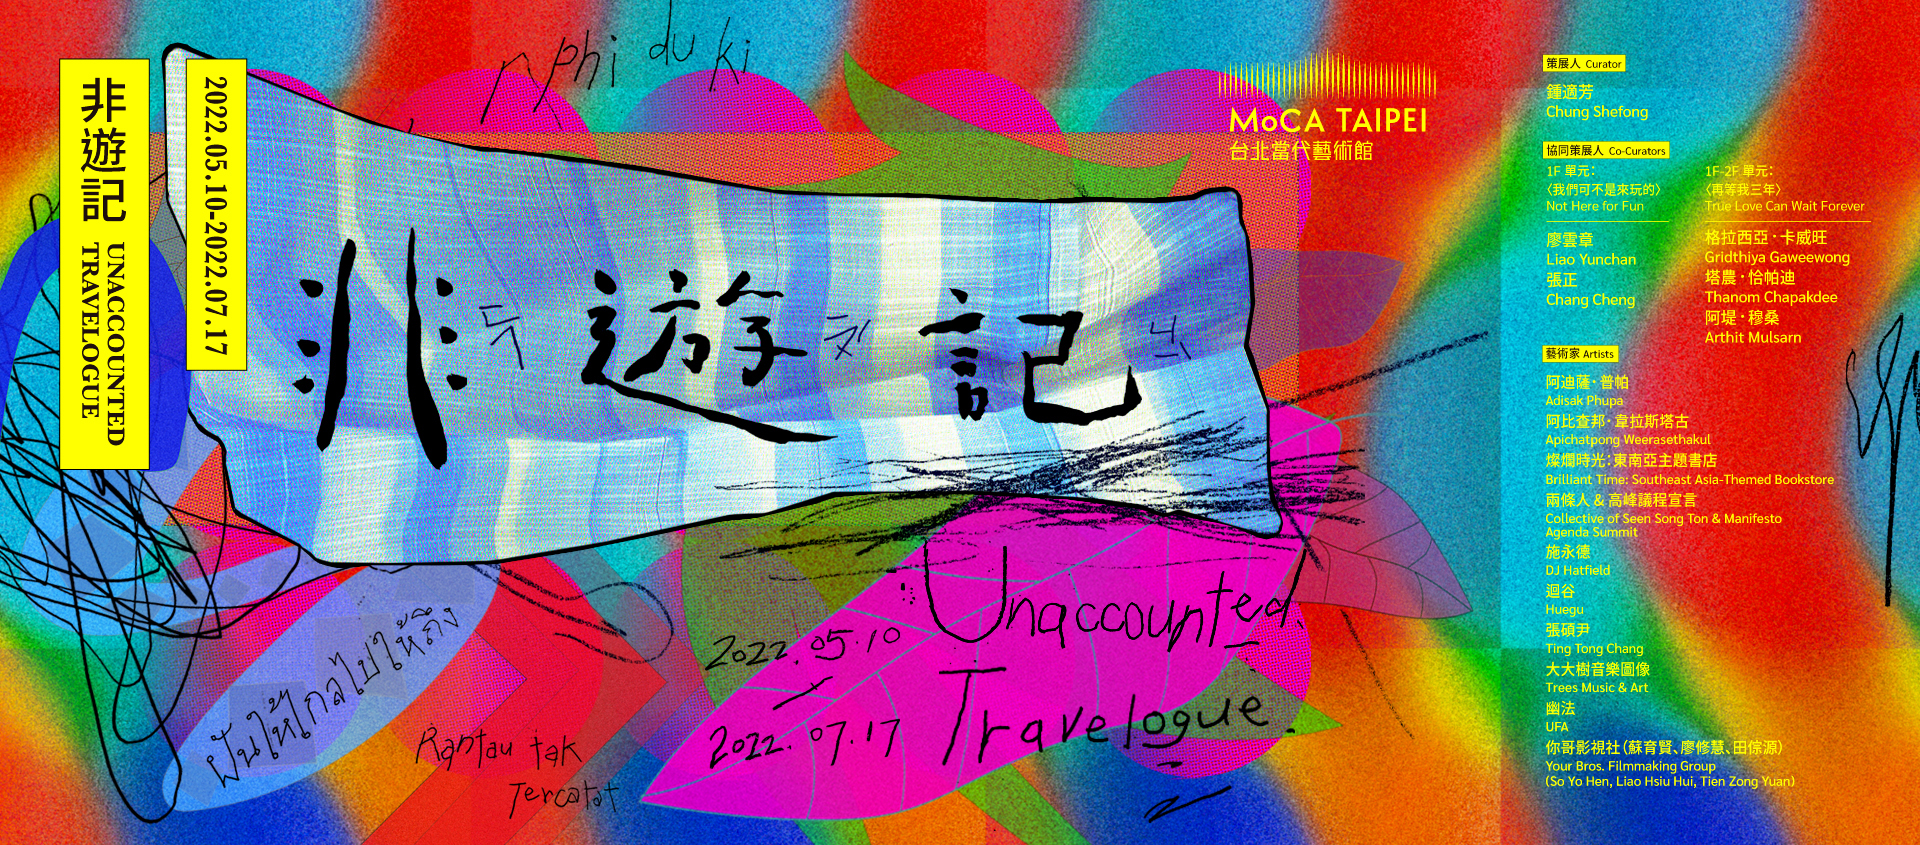 非遊記
UNACCOUNTED
TRAVELOGUE
2022.05.10-2022.07.17
phi du ki
非遊記
ฝันให้ไกลไปให้ถึง
Rantau tak
Tercatat
2022.05.10
2022.07.17
Unaccounted
Travelogue
MoCA TAIPEI
台北當代藝術館
策展人 Curator
鍾適芳
Chung Shefong
協同策展人 Co-Curators
1F 單元:
〈我們可不是來玩的〉
Not Here for Fun
廖雲章
Liao Yunchan
張正
Chang Cheng
1F-2F 單元:
〈再等我三年〉
True Love Can Wait Forever
格拉西亞·卡威旺
Gridthiya Gaweewong
塔農·恰帕迪
Thanom Chapakdee
阿堤·穆桑
Arthit Mulsarn
藝術家 Artists
阿迪薩·普帕
Adisak Phupa
阿比查邦·韋拉斯塔古
Apichatpong Weerasethakul
燦爛時光:東南亞主題書店
Brilliant Time: Southeast Asia-Themed Bookstore
兩條人 & 高峰議程宣言
Collective of Seen Song Ton & Manifesto
Agenda Summit
施永德
DJ Hatfield
迴谷
Huegu
張碩尹
Ting Tong Chang
大大樹音樂圖像
Trees Music & Art
幽法
UFA
你哥影視社(蘇育賢、廖修慧、田倧源)
Your Bros. Filmmaking Group
(So Yo Hen, Liao Hsiu Hui, Tien Zong Yuan)